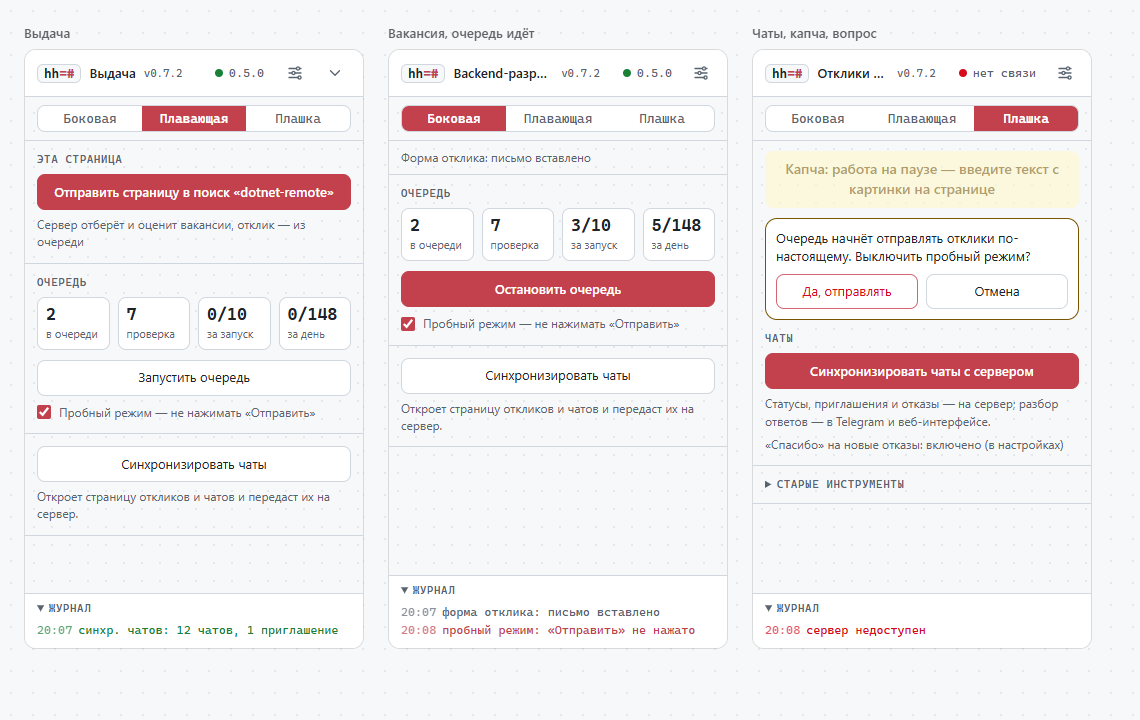 Выдача
hh=# Выдача v0.7.2 0.5.0
Боковая Плавающая Плашка
ЭТА СТРАНИЦА
Отправить страницу в поиск «dotnet-remote»
Сервер отберёт и оценит вакансии, отклик — из
очереди
ОЧЕРЕДЬ
2 7 0/10 0/148
в очереди проверка за запуск за день
Запустить очередь
Пробный режим — не нажимать «Отправить»
Синхронизировать чаты
Откроет страницу откликов и чатов и передаст их на
сервер.
▼ ЖУРНАЛ
20:07 синхр. чатов: 12 чатов, 1 приглашение
Вакансия, очередь идёт
hh=# Backend-разр... v0.7.2 0.5.0
Боковая Плавающая Плашка
Форма отклика: письмо вставлено
ОЧЕРЕДЬ
2 7 3/10 5/148
в очереди проверка за запуск за день
Остановить очередь
Пробный режим — не нажимать «Отправить»
Синхронизировать чаты
Откроет страницу откликов и чатов и передаст их на
сервер.
▼ ЖУРНАЛ
20:07 форма отклика: письмо вставлено
20:08 пробный режим: «Отправить» не нажато
Чаты, капча, вопрос
hh=# Отклики ... v0.7.2 нет связи
Боковая Плавающая Плашка
Капча: работа на паузе — введите текст с
картинки на странице
Очередь начнёт отправлять отклики по-
настоящему. Выключить пробный режим?
Да, отправлять Отмена
ЧАТЫ
Синхронизировать чаты с сервером
Статусы, приглашения и отказы — на сервер; разбор
ответов — в Telegram и веб-интерфейсе.
«Спасибо» на новые отказы: включено (в настройках)
▶ СТАРЫЕ ИНСТРУМЕНТЫ
▼ ЖУРНАЛ
20:08 сервер недоступен